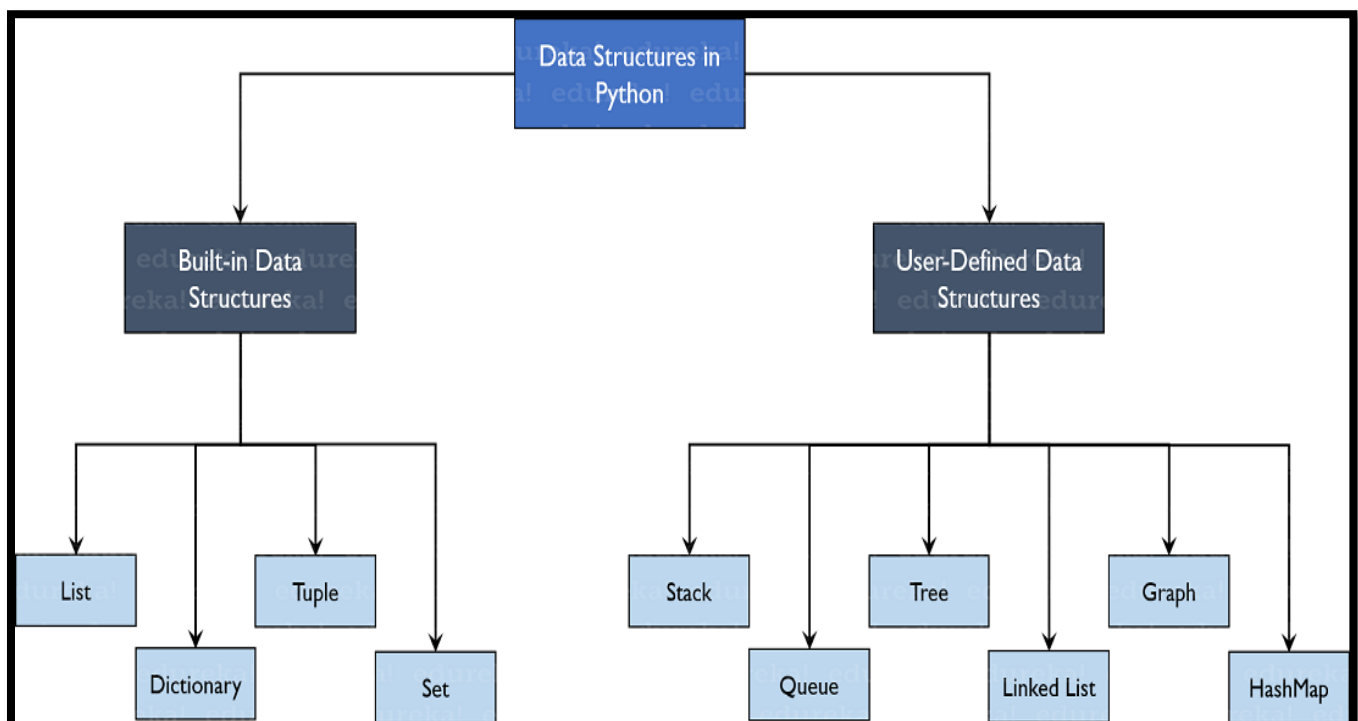 Data Structures in
Python
Built-in Data
Structures
User-Defined Data
Structures
List
Tuple
Stack
Tree
Graph
Dictionary
Set
Queue
Linked List
HashMap